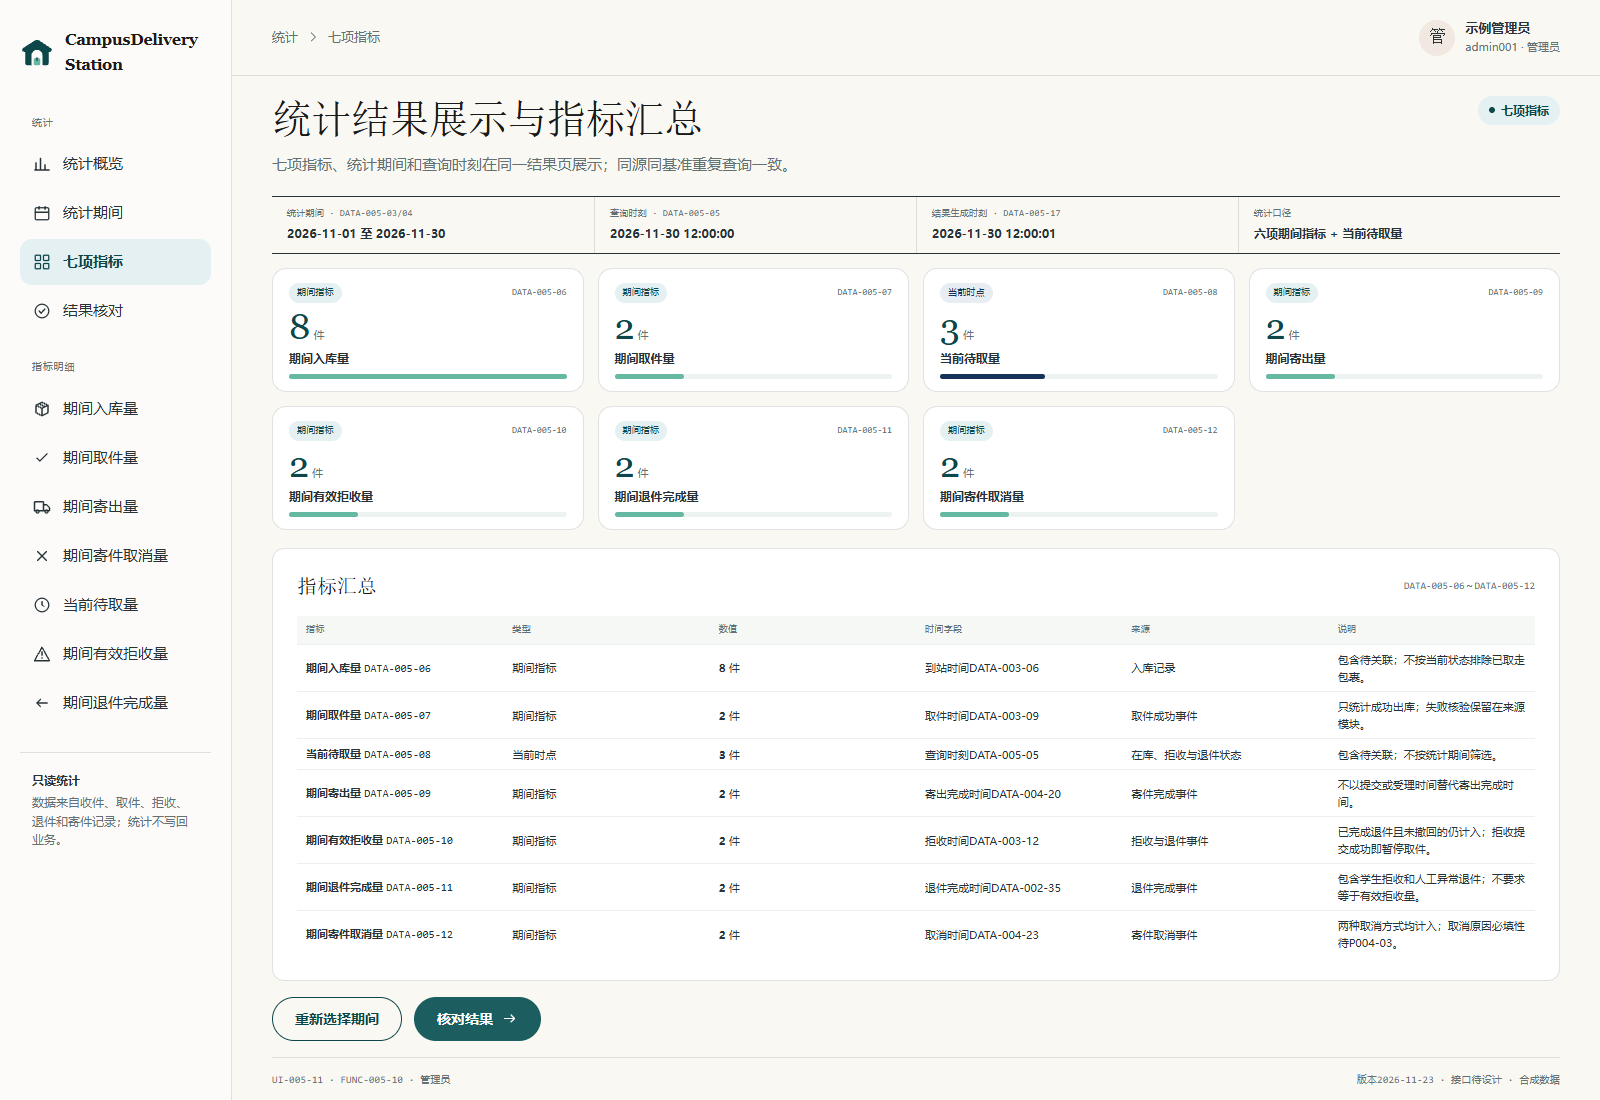 CampusDelivery
Station
统计
统计概览
统计期间
七项指标
结果核对
指标明细
期间入库量
期间取件量
期间寄出量
期间寄件取消量
当前待取量
期间有效拒收量
期间退件完成量
只读统计
数据来自收件、取件、拒收、
退件和寄件记录；统计不写回
业务。
统计 > 七项指标
管
示例管理员
admin001 · 管理员
统计结果展示与指标汇总
七项指标
七项指标、统计期间和查询时刻在同一结果页展示；同源同基准重复查询一致。
统计期间 · DATA-005-03/04
2026-11-01 至 2026-11-30
查询时刻 · DATA-005-05
2026-11-30 12:00:00
结果生成时刻 · DATA-005-17
2026-11-30 12:00:01
统计口径
六项期间指标 + 当前待取量
期间指标 DATA-005-06
8 件
期间入库量
期间指标 DATA-005-07
2 件
期间取件量
当前时点 DATA-005-08
3 件
当前待取量
期间指标 DATA-005-09
2 件
期间寄出量
期间指标 DATA-005-10
2 件
期间有效拒收量
期间指标 DATA-005-11
2 件
期间退件完成量
期间指标 DATA-005-12
2 件
期间寄件取消量
指标汇总
DATA-005-06~DATA-005-12
指标 类型 数值 时间字段 来源 说明
期间入库量 DATA-005-06 期间指标 8 件 到站时间DATA-003-06 入库记录 包含待关联；不按当前状态排除已取走
包裹。
期间取件量 DATA-005-07 期间指标 2 件 取件时间DATA-003-09 取件成功事件 只统计成功出库；失败核验保留在来源
模块。
当前待取量 DATA-005-08 当前时点 3 件 查询时刻DATA-005-05 在库、拒收与退件状态 包含待关联；不按统计期间筛选。
期间寄出量 DATA-005-09 期间指标 2 件 寄出完成时间DATA-004-20 寄件完成事件 不以提交或受理时间替代寄出完成时
间。
期间有效拒收量 DATA-005-10 期间指标 2 件 拒收时间DATA-003-12 拒收与退件事件 已完成退件且未撤回的仍计入；拒收提
交成功即暂停取件。
期间退件完成量 DATA-005-11 期间指标 2 件 退件完成时间DATA-002-35 退件完成事件 包含学生拒收和人工异常退件；不要求
等于有效拒收量。
期间寄件取消量 DATA-005-12 期间指标 2 件 取消时间DATA-004-23 寄件取消事件 两种取消方式均计入；取消原因必填性
待P004-03。
重新选择期间
核对结果 →
UI-005-11 · FUNC-005-10 · 管理员
版本2026-11-23 · 接口待设计 · 合成数据